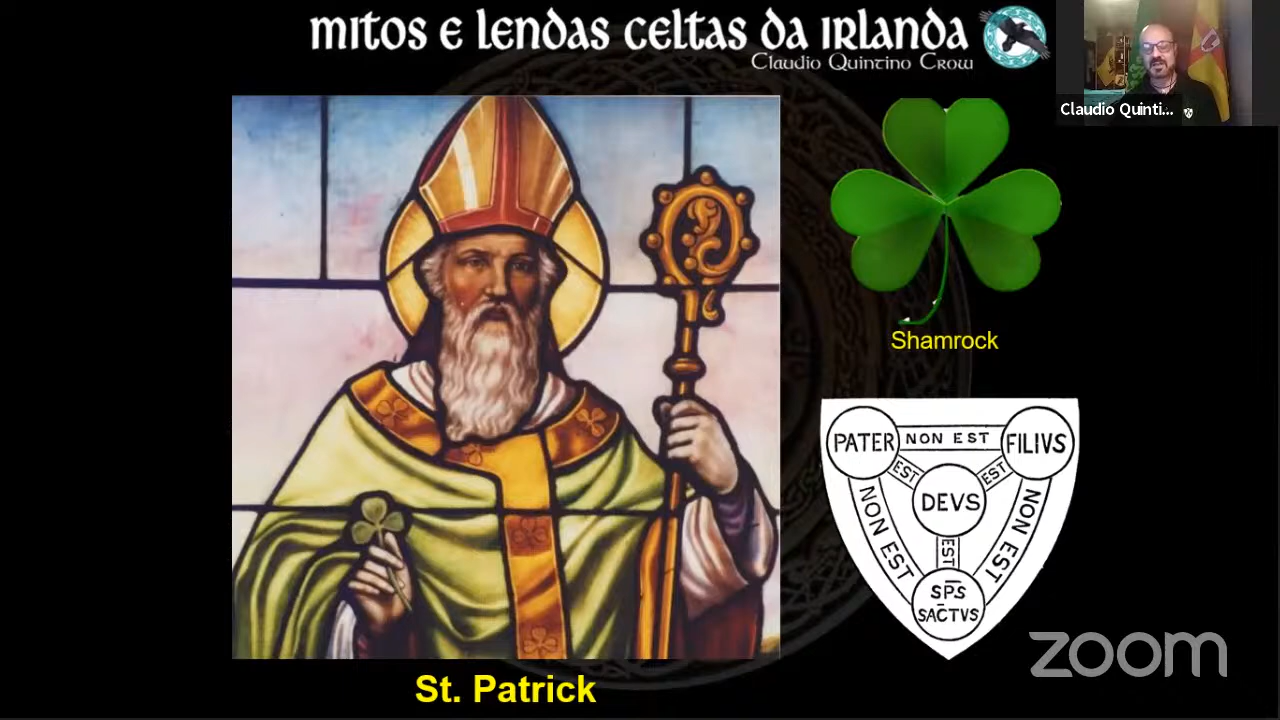 MITOS E LENDAS CELTAS DA IRLANDA
Claudio Quintino Crow
Claudio Quinti...
Shamrock
PATER NON EST FILIVS
EST EST
DEVS
NON EST EST NON EST
SPS
SACTVS
St. Patrick
zoom